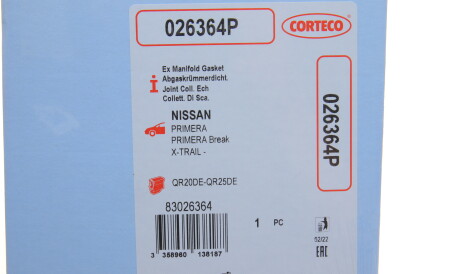 026364P
CORTECO
Ex Manifold Gasket
Abgaskrümmerdicht.
Joint Coll. Ech
Collett. Di Sca.
NISSAN
PRIMERA
PRIMERA Break
X-TRAIL -
026364P
QR20DE-QR25DE
83026364
1 PC
52/22
EAC
3 358960 138187